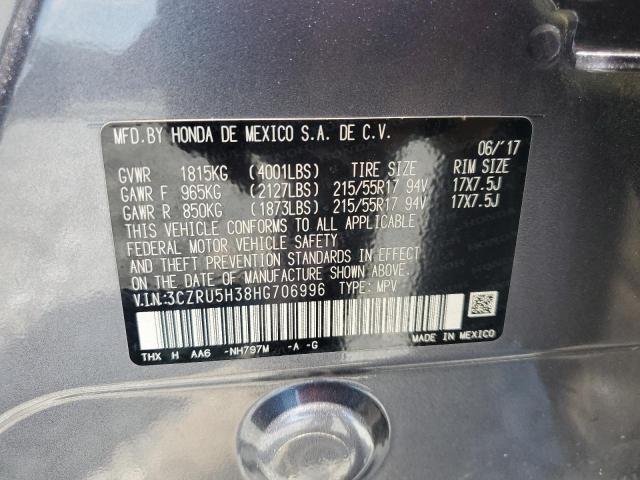 MFD.BY HONDA DE MEXICO S.A. DE C.V.
06/'17
GVWR 1815KG (4001LBS) TIRE SIZE RIM SIZE
GAWR F 965KG (2127LBS) 215/55R17 94V 17X7.5J
GAWR R 850KG (1873LBS) 215/55R17 94V 17X7.5J
THIS VEHICLE CONFORMS TO ALL APPLICABLE
FEDERAL MOTOR VEHICLE SAFETY
AND THEFT PREVENTION STANDARDS IN EFFECT
ON THE DATE OF MANUFACTURE SHOWN ABOVE.
V.I.N:3CZRU5H38HG706996 TYPE: MPV
THX H AA6 -NH797M -A -G
MADE IN MEXICO